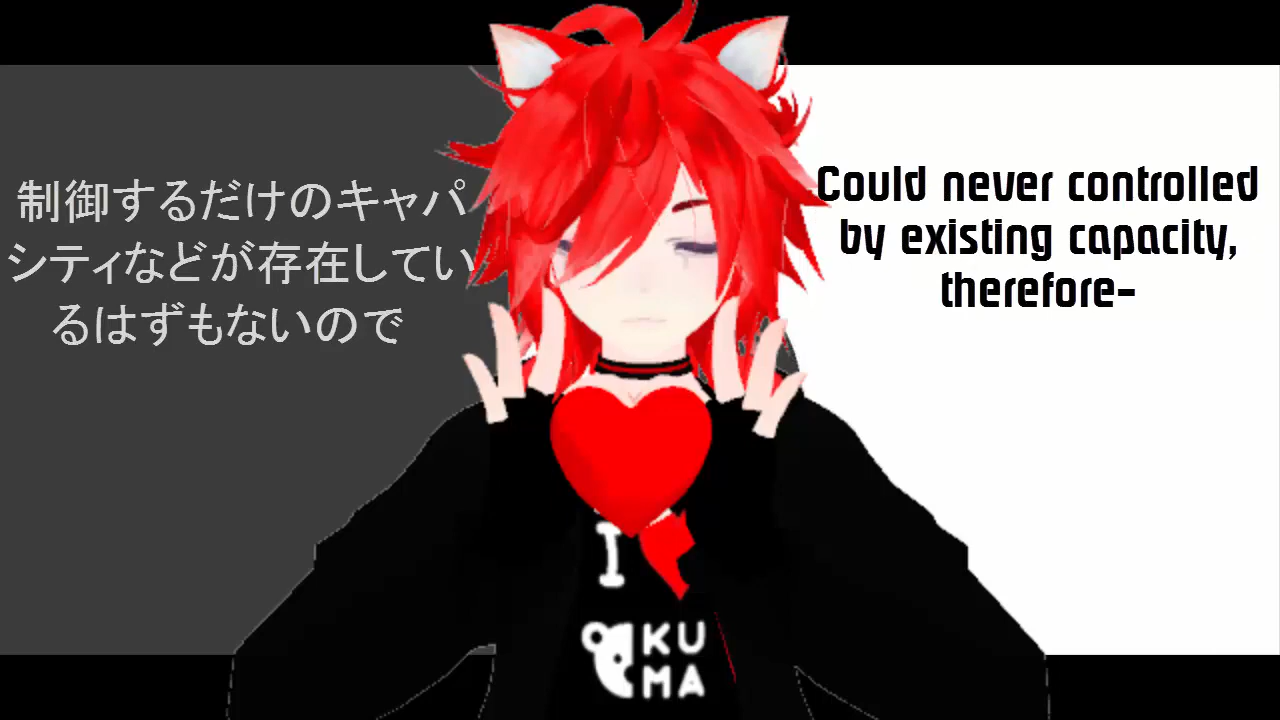 制御するだけのキャパ
シティなどが存在してい
るはずもないので
Could never controlled
by existing capacity,
therefore-
I
KU
MA